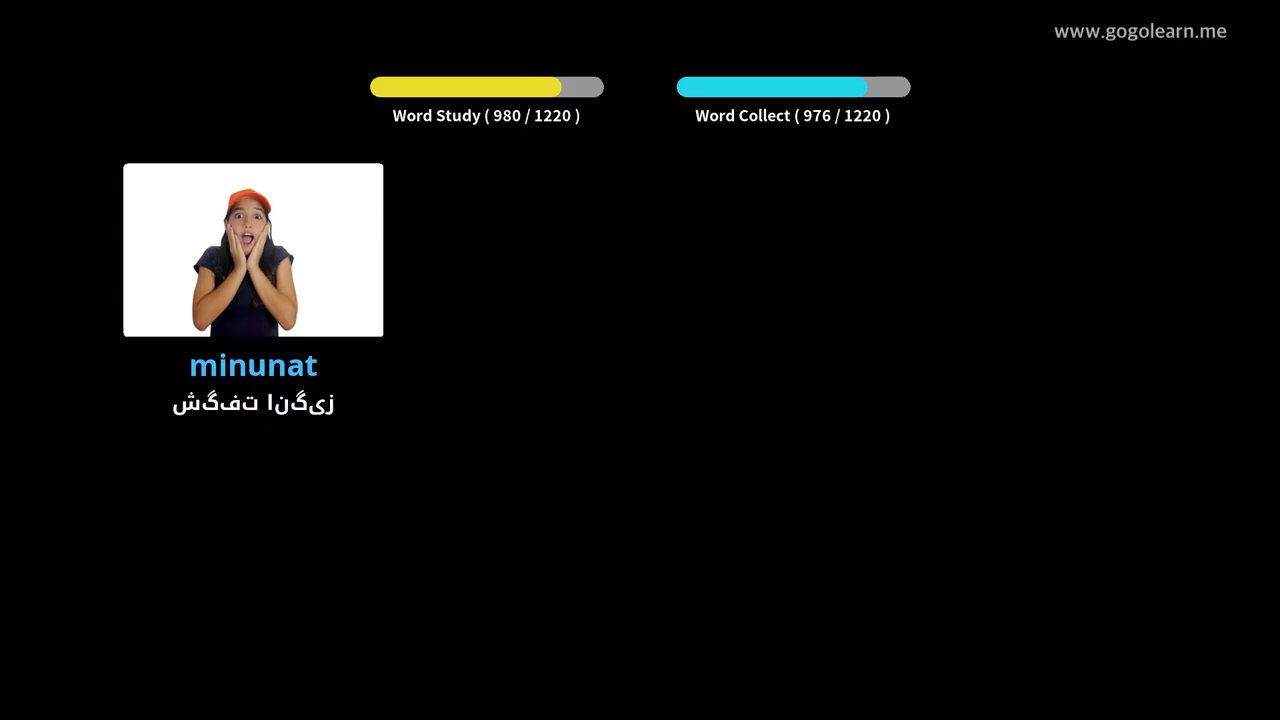 www.gogolearn.me
Word Study ( 980 / 1220 )
Word Collect ( 976 / 1220 )
minunat
شگفت انگیز